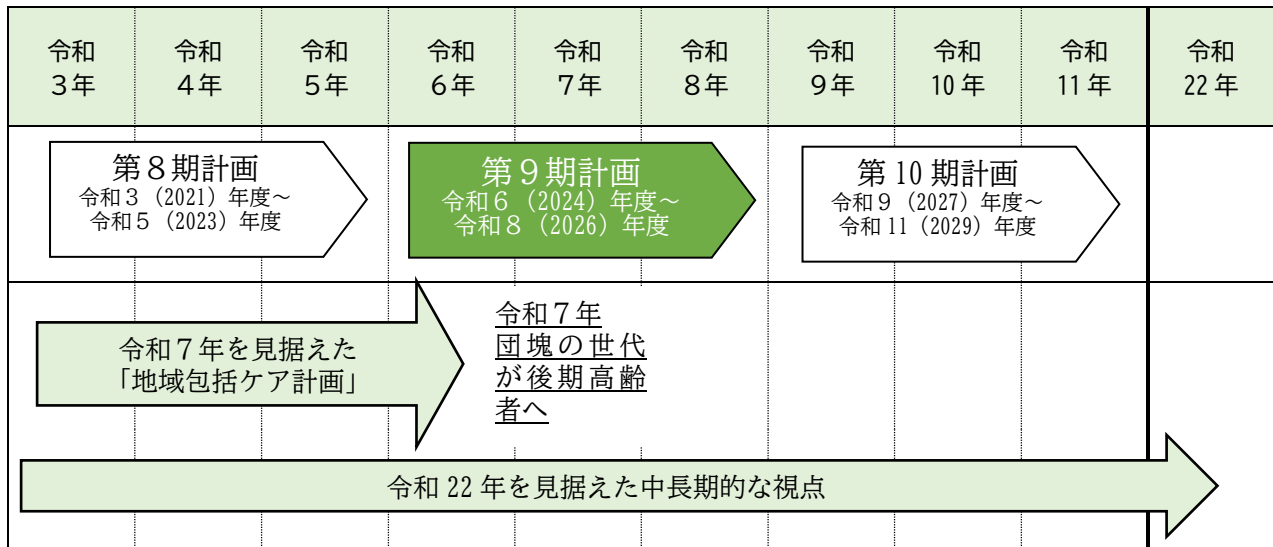 令和 令和 令和 令和 令和 令和 令和 令和 令和 令和
3年 4年 5年 6年 7年 8年 9年 10年 11年 22年
第8期計画
令和3（2021）年度～
令和5（2023）年度
第9期計画
令和6（2024）年度～
令和8（2026）年度
第10期計画
令和9（2027）年度～
令和11（2029）年度
令和７年を見据えた
「地域包括ケア計画」
令和７年
団塊の世代
が後期高齢
者へ
令和22年を見据えた中長期的な視点